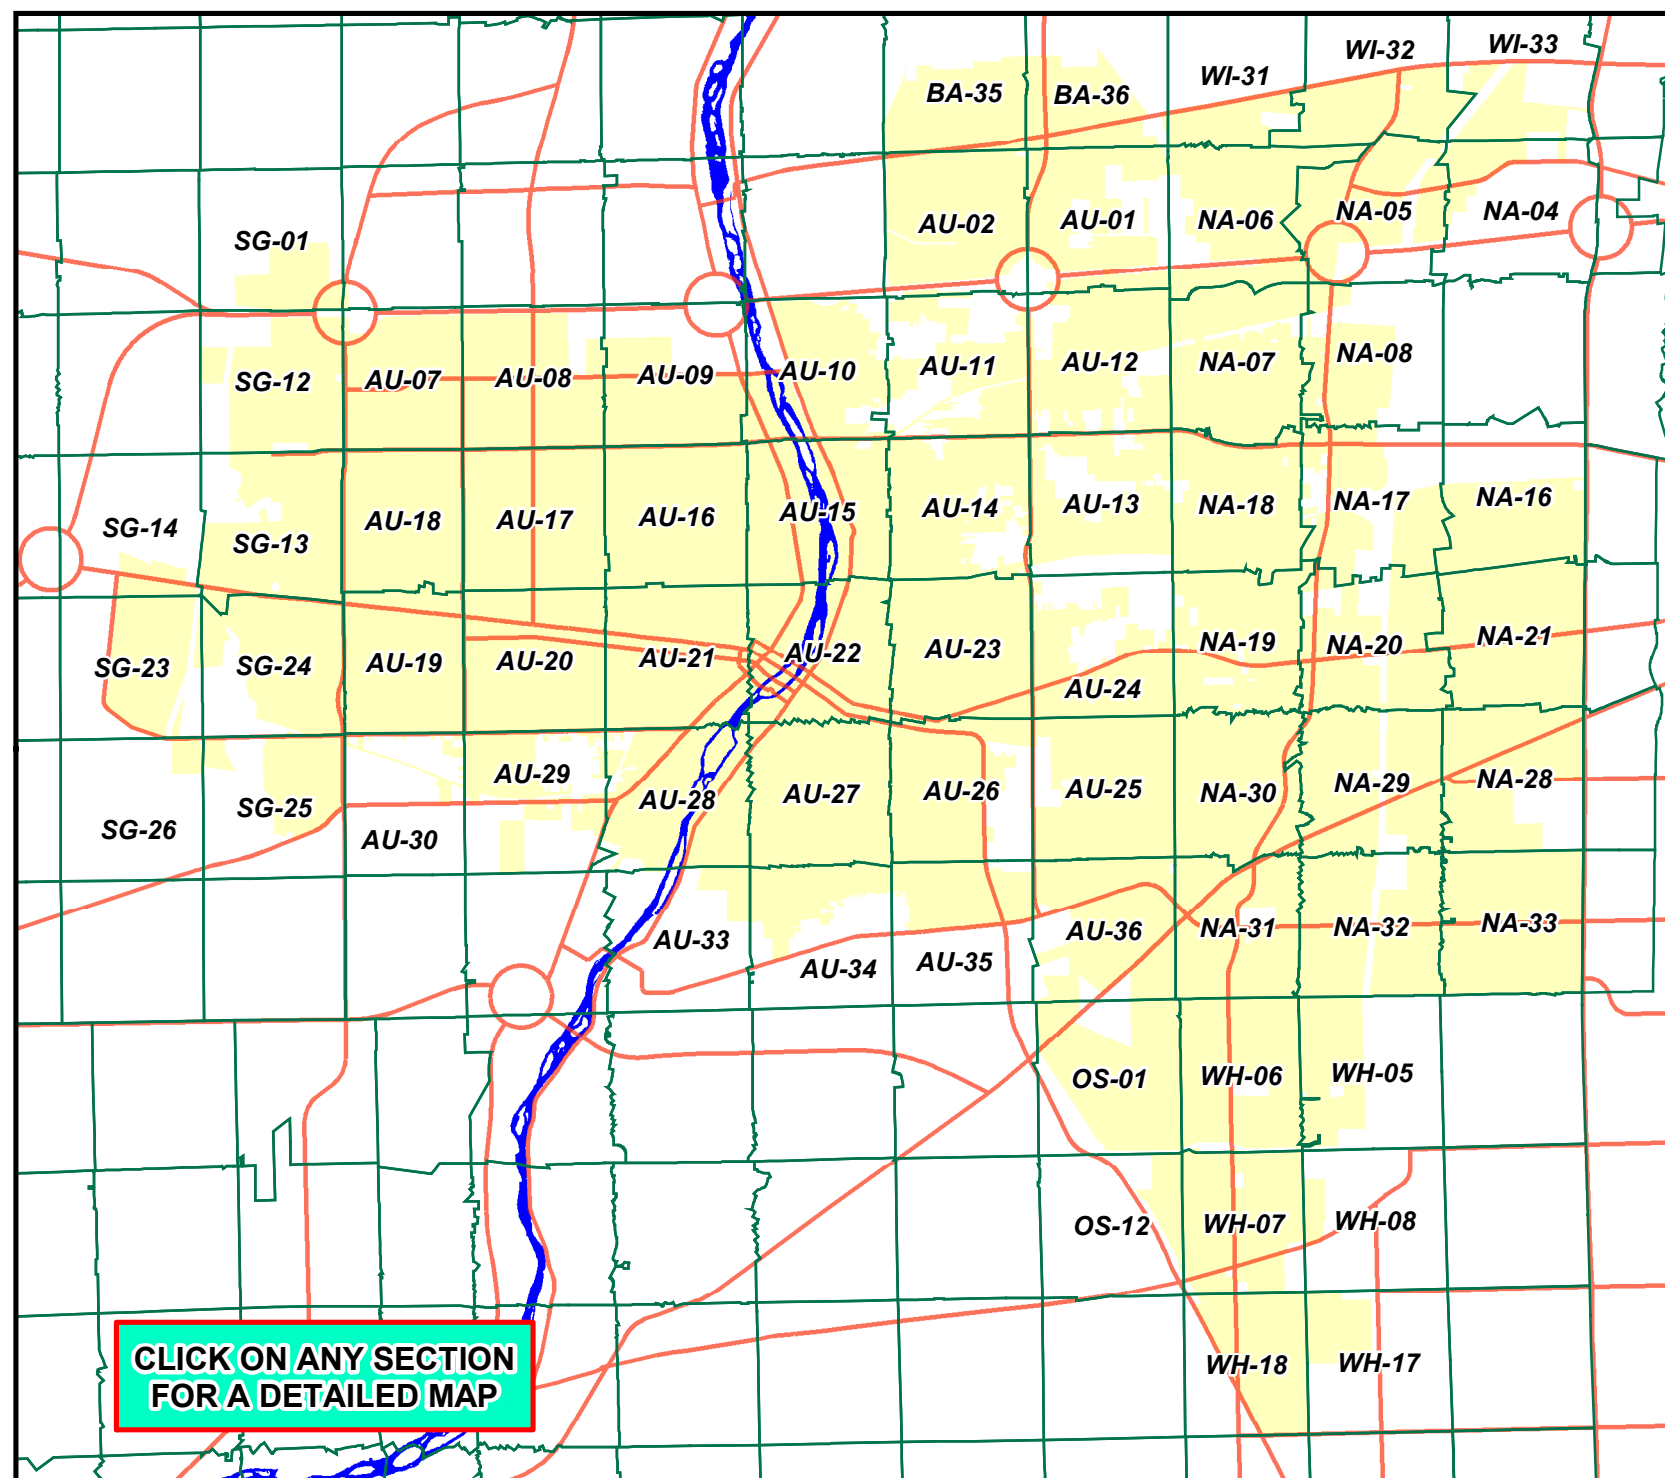 WI-32
WI-33
WI-31
BA-35
BA-36
SG-01
AU-02
AU-01
NA-06
NA-05
NA-04
SG-12
AU-07
AU-08
AU-09
AU-10
AU-11
AU-12
NA-07
NA-08
SG-14
SG-13
AU-18
AU-17
AU-16
AU-15
AU-14
AU-13
NA-18
NA-17
NA-16
SG-23
SG-24
AU-19
AU-20
AU-21
AU-22
AU-23
AU-24
NA-19
NA-20
NA-21
SG-26
SG-25
AU-30
AU-29
AU-28
AU-27
AU-26
AU-25
NA-30
NA-29
NA-28
AU-33
AU-34
AU-35
AU-36
NA-31
NA-32
NA-33
OS-01
WH-06
WH-05
OS-12
WH-07
WH-08
WH-18
WH-17
CLICK ON ANY SECTION
FOR A DETAILED MAP